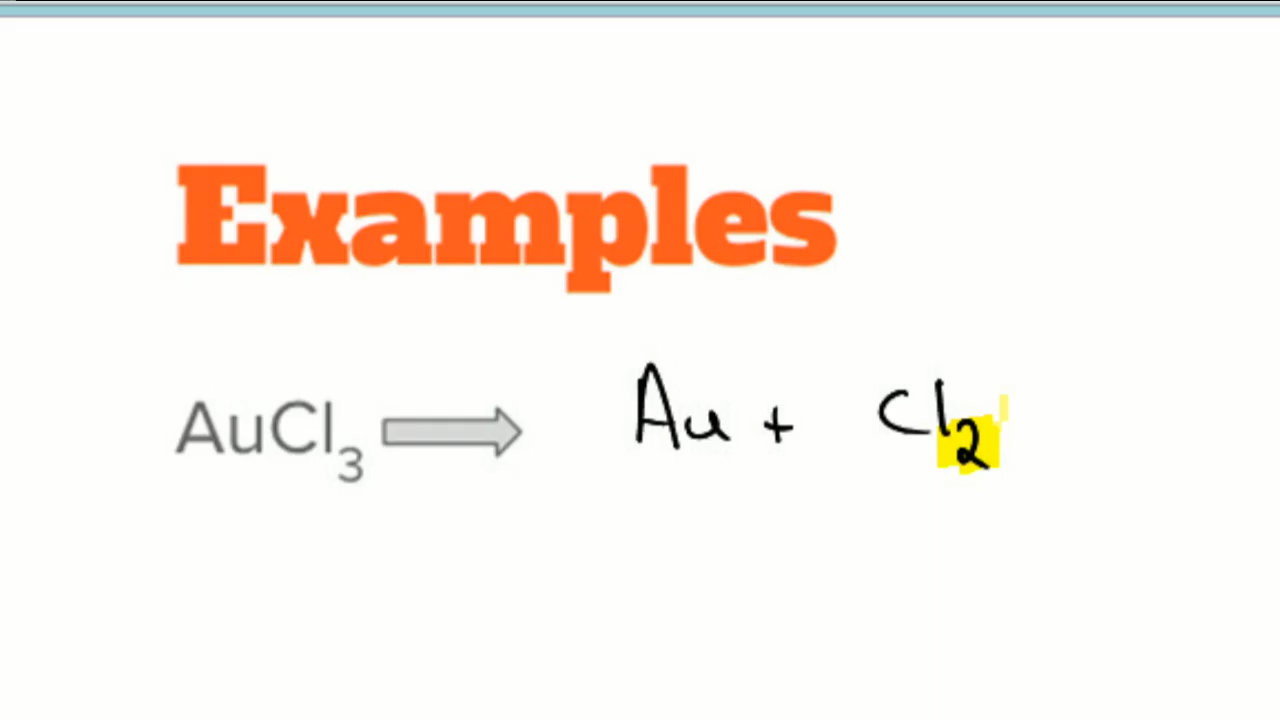 Examples
AuCl₃ ⇒ Au + Cl₂